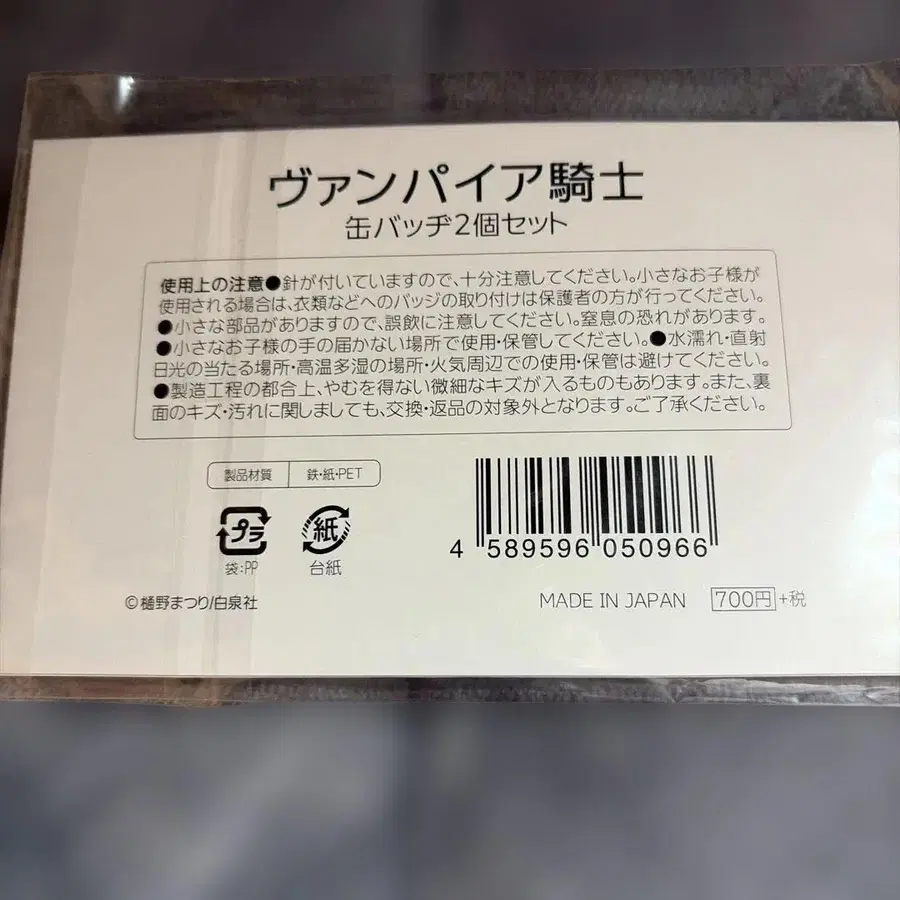 ヴァンパイア騎士
缶バッヂ2個セット
使用上の注意●針が付いていますので、十分注意してください。小さなお子様が
使用される場合は、衣類などへのバッジの取り付けは保護者の方が行ってください。
●小さな部品がありますので、誤飲に注意してください。窒息の恐れがあります。
●小さなお子様の手の届かない場所で使用・保管してください。●水濡れ・直射
日光の当たる場所・高温多湿の場所・火気周辺での使用・保管は避けてください。
●製造工程の都合上、やむを得ない微細なキズが入るものもあります。また、裏
面のキズ・汚れに関しましても、交換・返品の対象外となります。ご了承ください。
製品材質 鉄・紙・PET
プラ 紙
袋:PP 台紙
4 589596 050966
©樋野まつり/白泉社 MADE IN JAPAN 700円+税